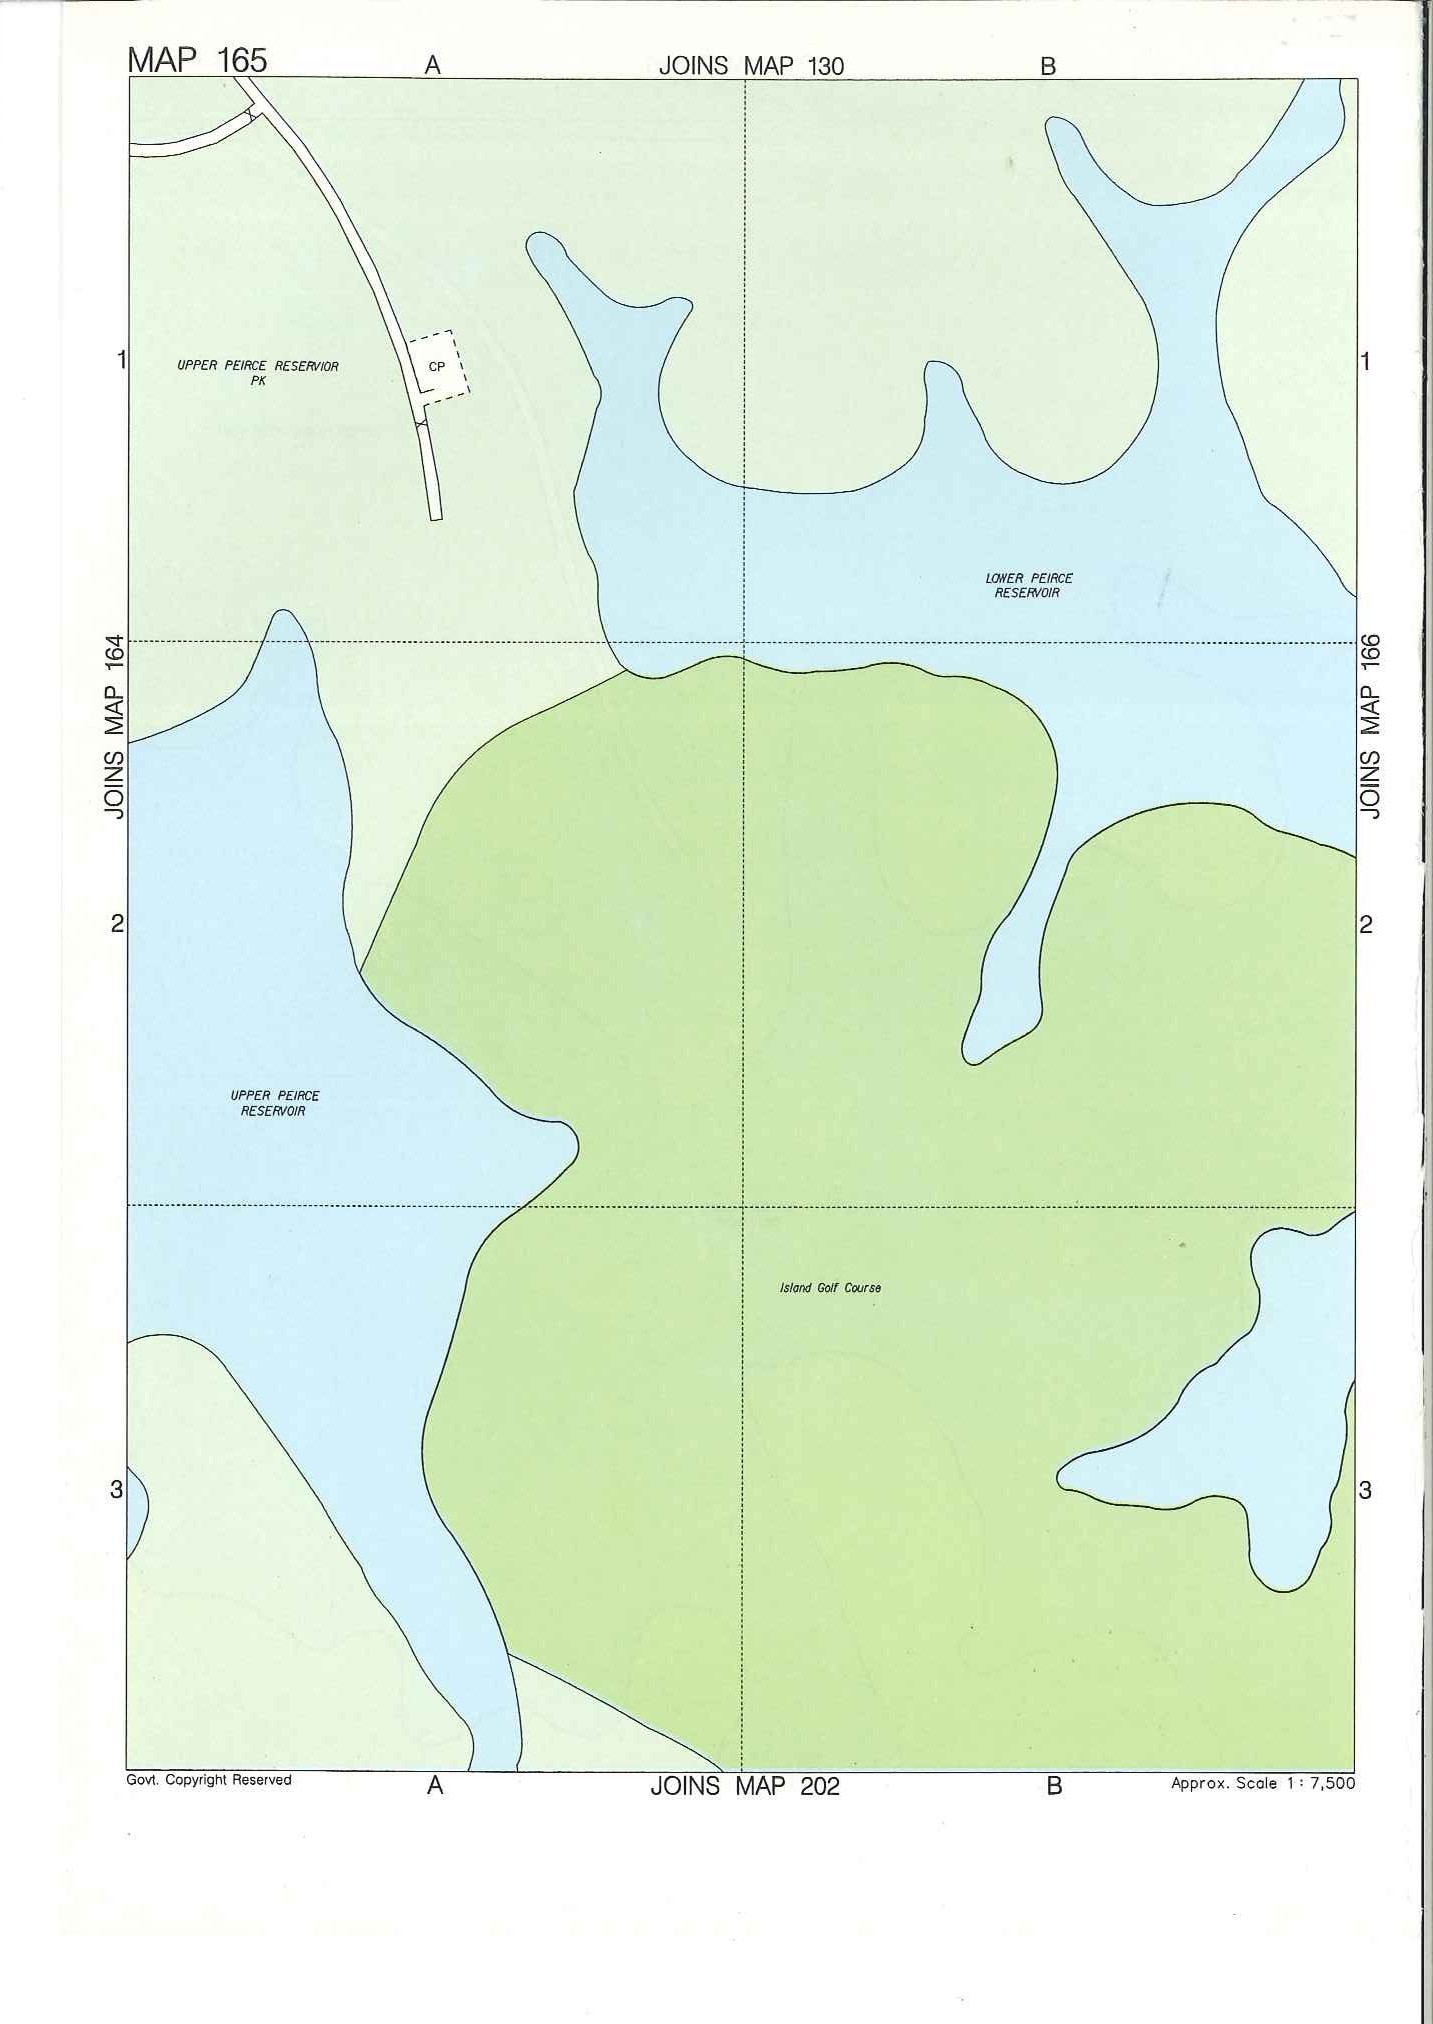 MAP 165
A
JOINS MAP 130
B
1
1
UPPER PEIRCE RESERVIOR
PK
CP
LOWER PEIRCE
RESERVOIR
JOINS MAP 164
JOINS MAP 166
2
2
UPPER PEIRCE
RESERVOIR
Island Golf Course
3
3
Govt. Copyright Reserved
A
JOINS MAP 202
B
Approx. Scale 1 : 7,500